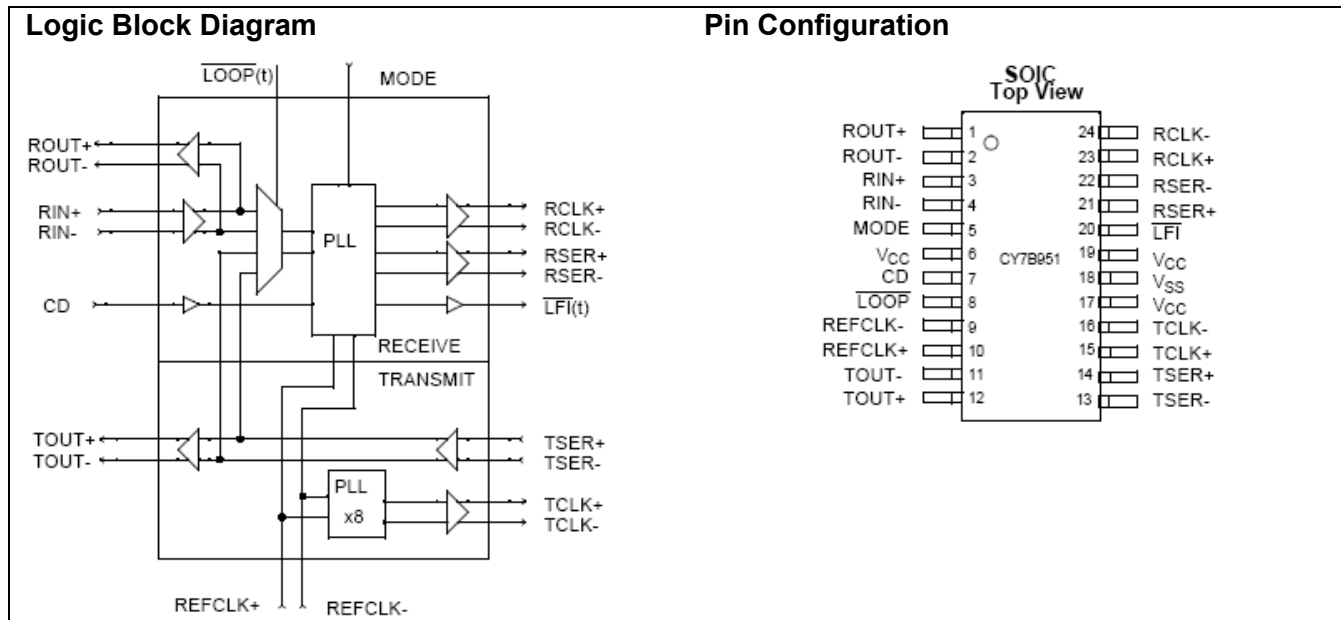 Logic Block Diagram
LOOP(t)
MODE
ROUT+
ROUT-
RIN+
RIN-
CD
PLL
RCLK+
RCLK-
RSER+
RSER-
LFI(t)
RECEIVE
TRANSMIT
TOUT+
TOUT-
TSER+
TSER-
PLL
x8
TCLK+
TCLK-
REFCLK+ REFCLK-
Pin Configuration
SOIC
Top View
ROUT+ 1 24 RCLK-
ROUT- 2 23 RCLK+
RIN+ 3 22 RSER-
RIN- 4 21 RSER+
MODE 5 20 LFI
VCC 6 CY7B951 19 VCC
CD 7 18 VSS
LOOP 8 17 VCC
REFCLK- 9 16 TCLK-
REFCLK+ 10 15 TCLK+
TOUT- 11 14 TSER+
TOUT+ 12 13 TSER-